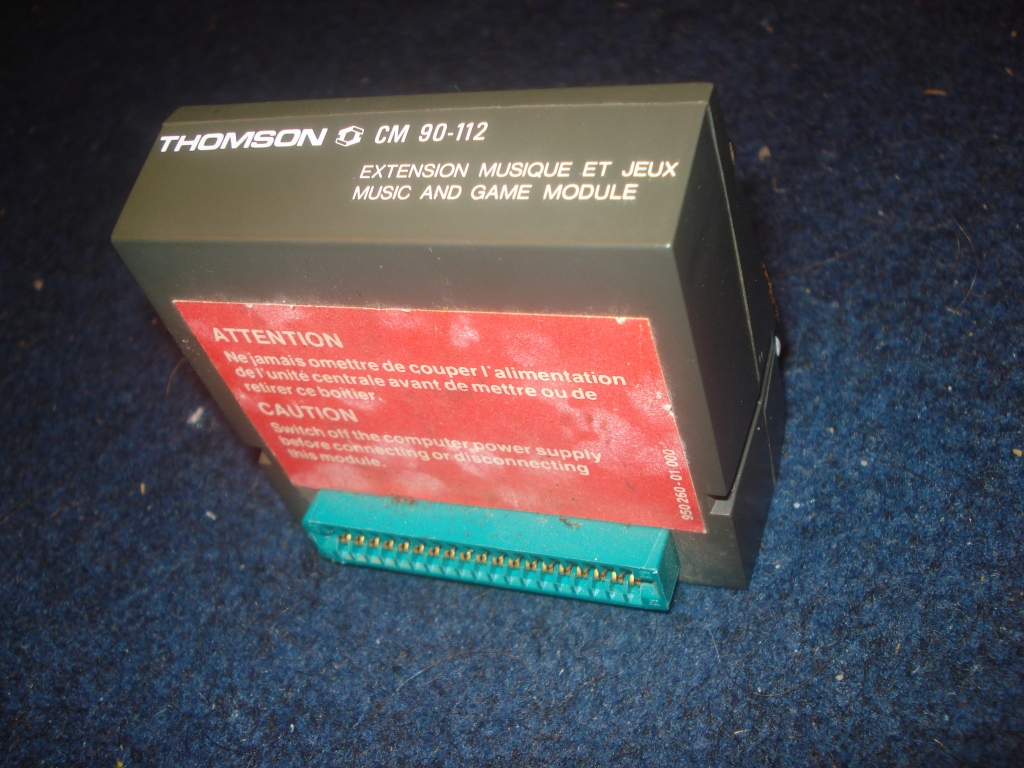 THOMSON CM 90-112
EXTENSION MUSIQUE ET JEUX
MUSIC AND GAME MODULE
ATTENTION
Ne jamais omettre de couper l'alimentation
de l'unité centrale avant de mettre ou de
retirer ce boitier.
CAUTION
Switch off the computer power supply
before connecting or disconnecting
this module.
950 260-01-000